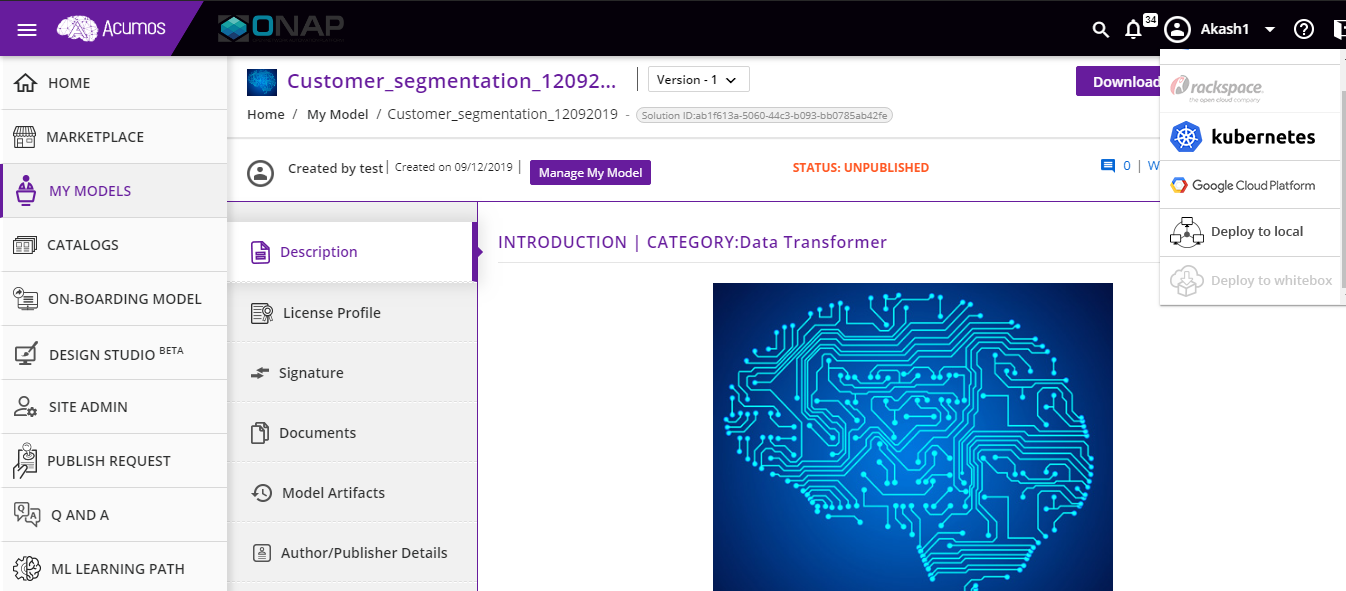 Acumos
ONAP
34
Akash1
HOME
MARKETPLACE
MY MODELS
CATALOGS
ON-BOARDING MODEL
DESIGN STUDIO BETA
SITE ADMIN
PUBLISH REQUEST
Q AND A
ML LEARNING PATH
Customer_segmentation_12092...
Version - 1
Download
Home / My Model / Customer_segmentation_12092019 - Solution ID:ab1f613a-5060-44c3-b093-bb0785ab42fe
Created by test | Created on 09/12/2019 | Manage My Model
STATUS: UNPUBLISHED
0 | W
Description
License Profile
Signature
Documents
Model Artifacts
Author/Publisher Details
INTRODUCTION | CATEGORY:Data Transformer
rackspace
the open cloud company
kubernetes
Google Cloud Platform
Deploy to local
Deploy to whitebox